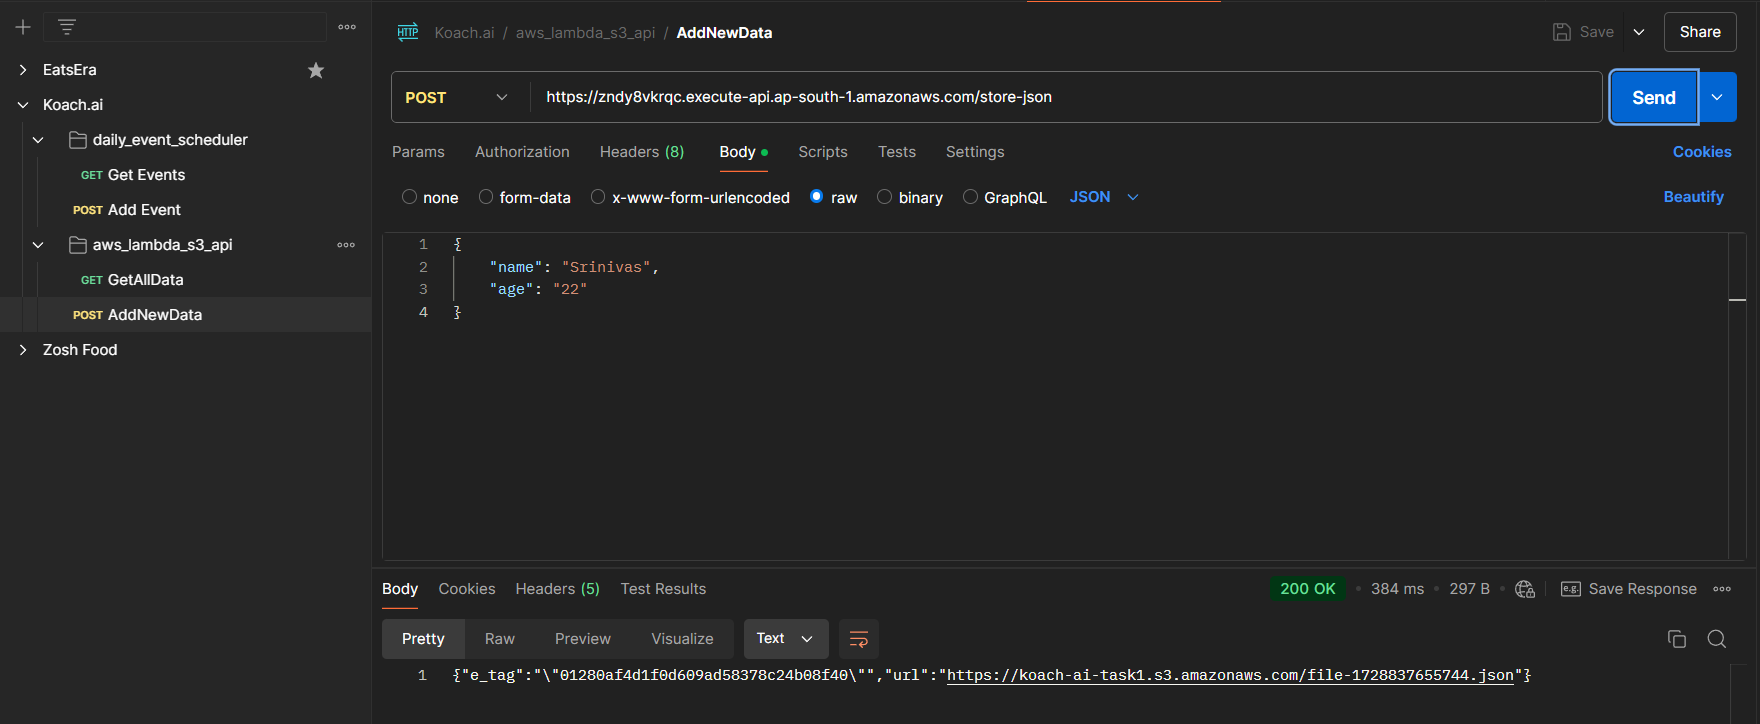 EatsEra
Koach.ai
daily_event_scheduler
GET Get Events
POST Add Event
aws_lambda_s3_api
GET GetAllData
POST AddNewData
Zosh Food
HTTP Koach.ai / aws_lambda_s3_api / AddNewData
Save
Share
POST
https://zndy8vkrqc.execute-api.ap-south-1.amazonaws.com/store-json
Send
Params Authorization Headers (8) Body Scripts Tests Settings Cookies
none form-data x-www-form-urlencoded raw binary GraphQL JSON Beautify
1 {
2 "name": "Srinivas",
3 "age": "22"
4 }
Body Cookies Headers (5) Test Results 200 OK • 384 ms • 297 B • e.g. Save Response
Pretty Raw Preview Visualize Text
1 {"e_tag":"\"01280af4d1f0d609ad58378c24b08f40\"","url":"https://koach-ai-task1.s3.amazonaws.com/file-1728837655744.json"}